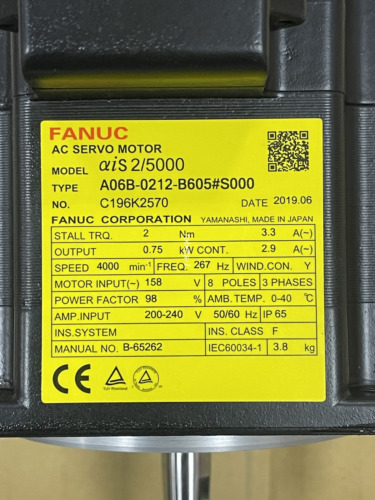 FANUC
AC SERVO MOTOR
MODEL αiS 2/5000
TYPE A06B-0212-B605#S000
NO. C196K2570 DATE 2019.06
FANUC CORPORATION YAMANASHI, MADE IN JAPAN
STALL TRQ. 2 Nm 3.3 A(~)
OUTPUT 0.75 kW CONT. 2.9 A(~)
SPEED 4000 min⁻¹ FREQ. 267 Hz WIND.CON. Y
MOTOR INPUT(~) 158 V 8 POLES 3 PHASES
POWER FACTOR 98 % AMB.TEMP. 0-40 ℃
AMP.INPUT 200-240 V 50/60 Hz IP 65
INS.SYSTEM INS. CLASS F
MANUAL NO. B-65262 IEC60034-1 3.8 kg
CE